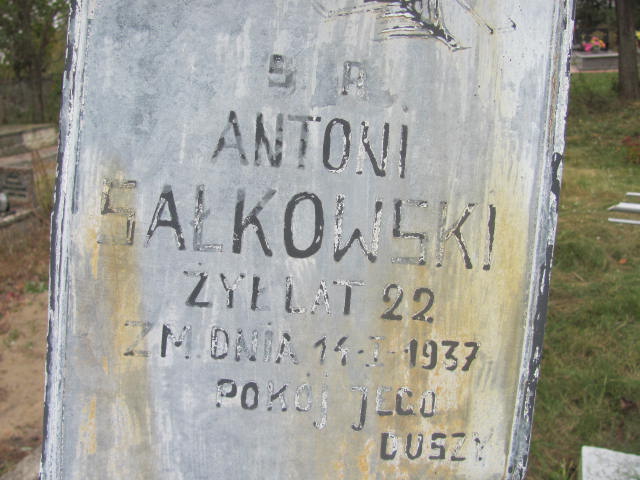 Ś P.
ANTONI
SAŁKOWSKI
ŻYŁ LAT 22
ZM. DNIA 14-I-1937
POKÓJ JEGO
DUSZY